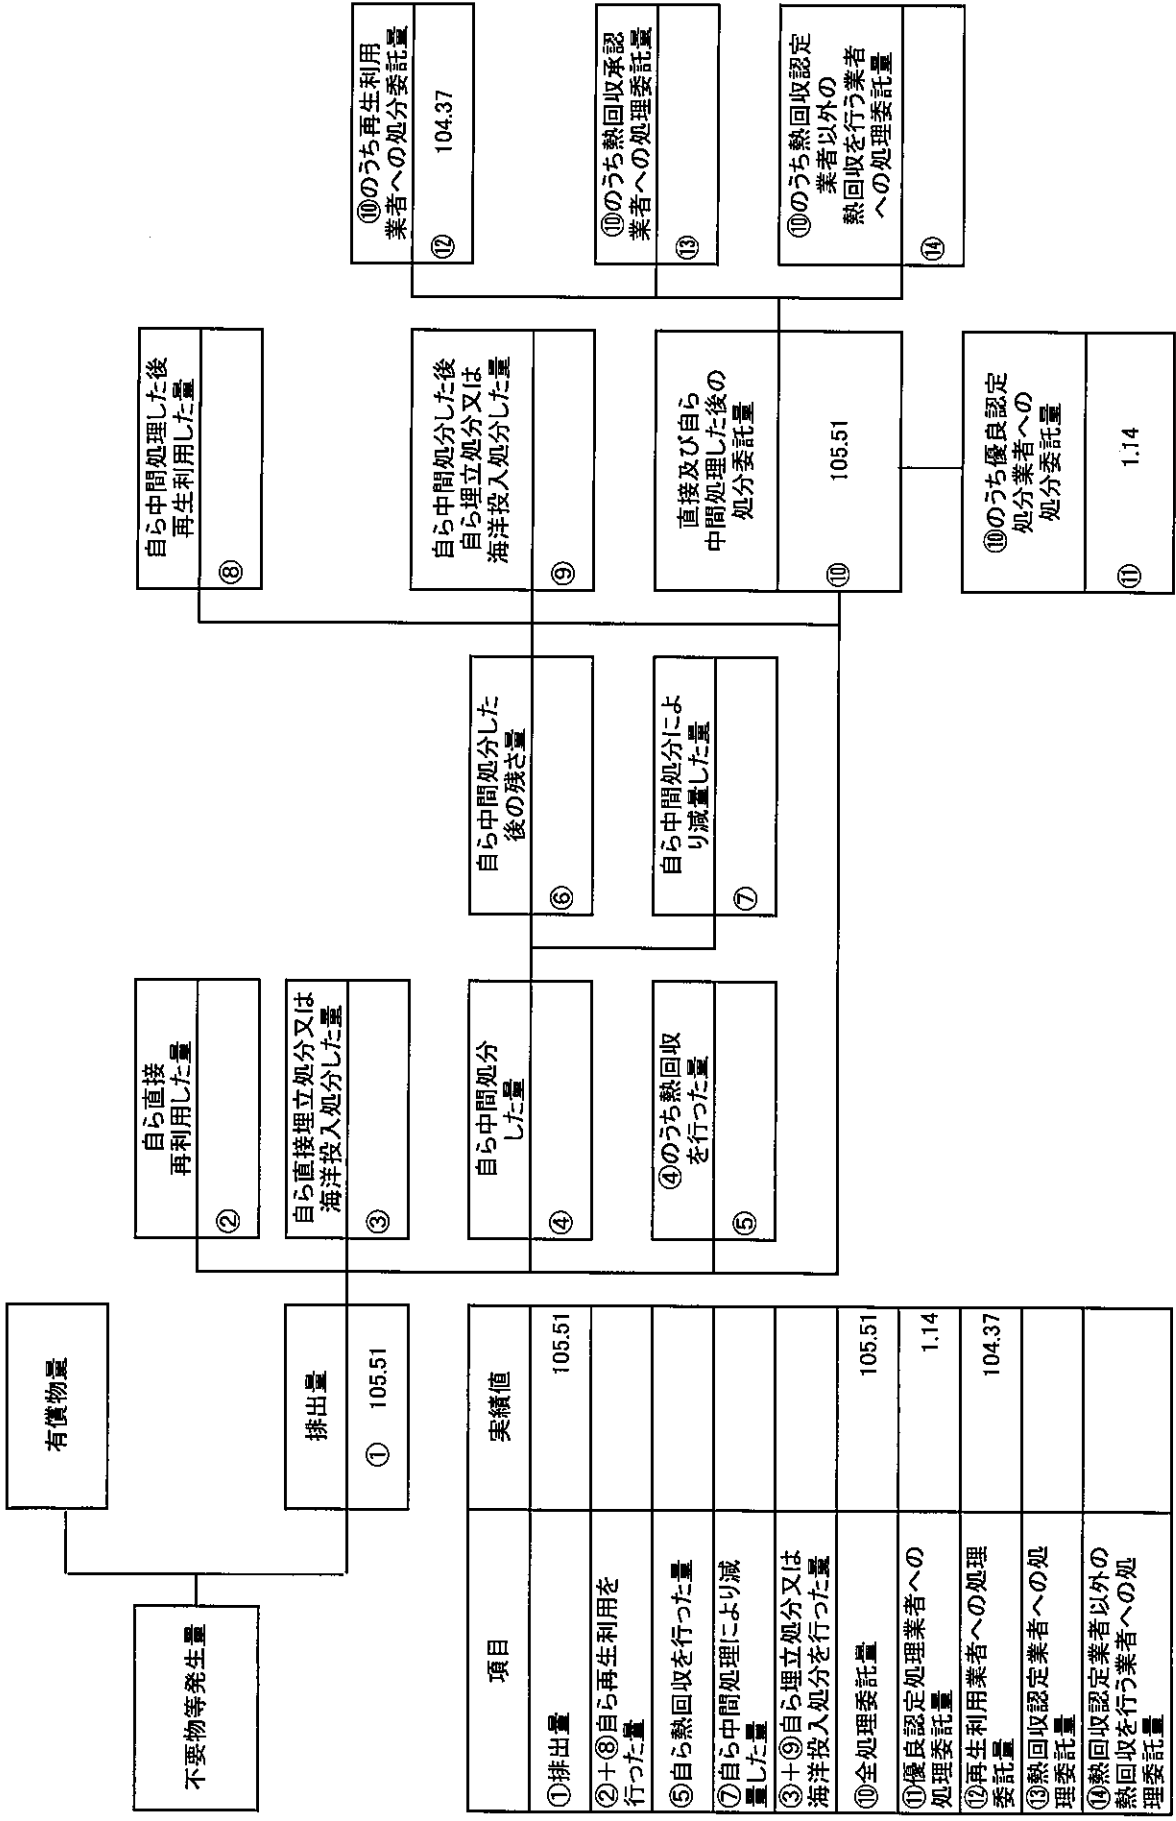 不要物等発生量
有償物量
排出量
① 105.51
自ら直接
再利用した量
②
自ら直接埋立処分又は
海洋投入処分した量
③
自ら中間処分
した量
④
④のうち熱回収
を行った量
⑤
自ら中間処分した
後の残さ量
⑥
自ら中間処分によ
り減量した量
⑦
自ら中間処理した後
再生利用した量
⑧
自ら中間処分した後
自ら埋立処分又は
海洋投入処分した量
⑨
直接及び自ら
中間処理した後の
処分委託量
105.51
⑩
⑩のうち優良認定
処分業者への
処分委託量
1.14
⑪
⑩のうち再生利用
業者への処分委託量
⑫ 104.37
⑩のうち熱回収承認
業者への処理委託量
⑬
⑩のうち熱回収認定
業者以外の
熱回収を行う業者
への処理委託量
⑭
項目 実績値
①排出量 105.51
②+⑧自ら再生利用を
行った量
⑤自ら熱回収を行った量
⑦自ら中間処理により減
量した量
③+⑨自ら埋立処分又は
海洋投入処分を行った量
⑩全処理委託量 105.51
⑪優良認定処理業者への
処理委託量 1.14
⑫再生利用業者への処理
委託量 104.37
⑬熱回収認定業者への処
理委託量
⑭熱回収認定業者以外の
熱回収を行う業者への処
理委託量